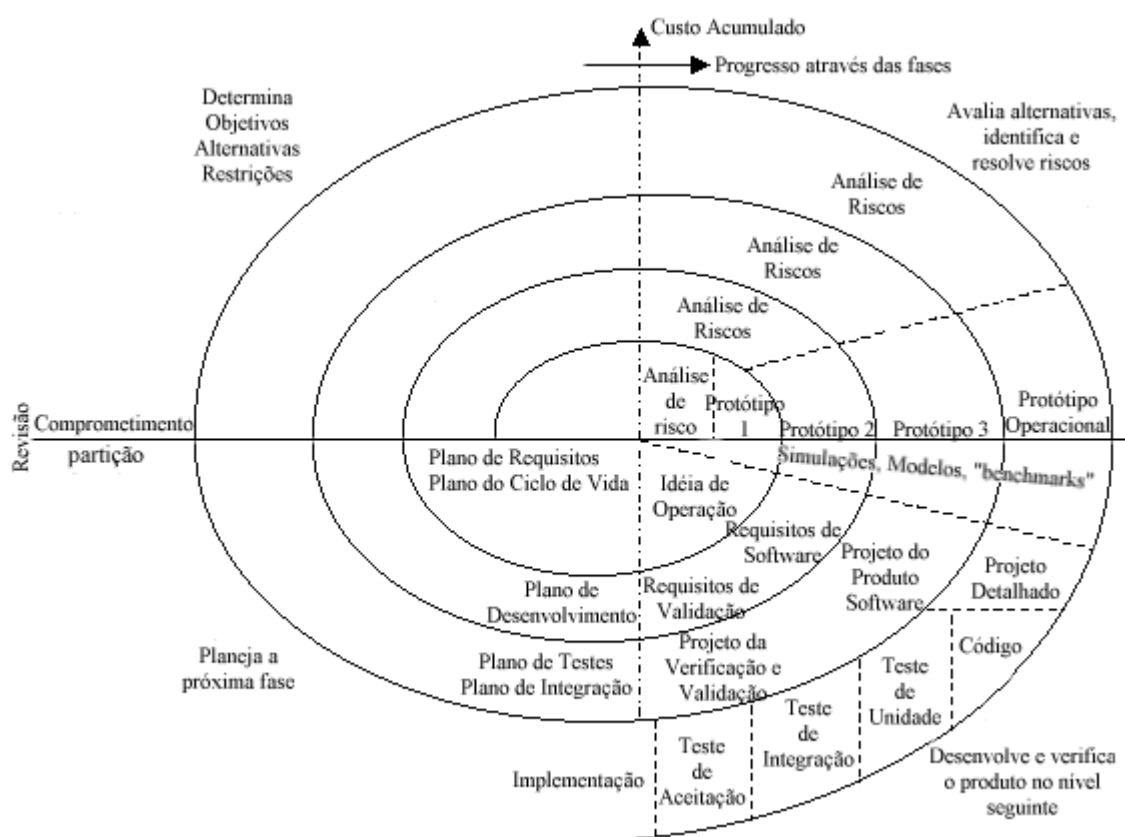 Custo Acumulado
Progresso através das fases
Determina
Objetivos
Alternativas
Restrições
Avalia alternativas,
identifica e
resolve riscos
Análise de
Riscos
Análise de
Riscos
Análise de
Riscos
Análise
de
risco
Protótipo
1
Protótipo 2
Protótipo 3
Protótipo
Operacional
Revisão
Comprometimento
partição
Simulações, Modelos, "benchmarks"
Plano de Requisitos
Plano do Ciclo de Vida
Idéia de
Operação
Requisitos de
Software
Projeto do
Produto
Software
Projeto
Detalhado
Plano de
Desenvolvimento
Requisitos de
Validação
Código
Planeja a
próxima fase
Plano de Testes
Plano de Integração
Projeto da
Verificação e
Validação
Teste
de
Unidade
Teste
de
Integração
Teste
de
Aceitação
Implementação
Desenvolve e verifica
o produto no nível
seguinte